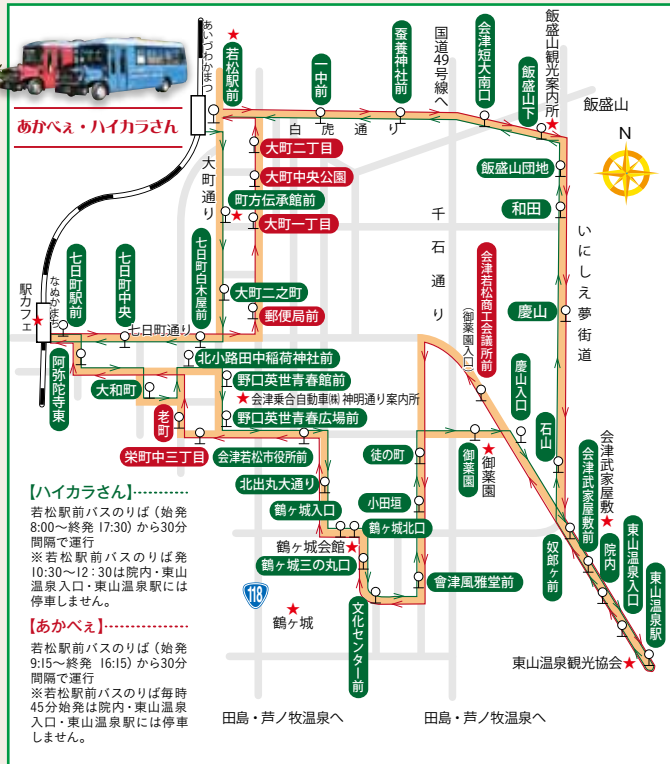 あかべぇ・ハイカラさん
あいづわかまつ
若松駅前
一中前
蚕養神社前
国道49号線へ
会津短大南口
飯盛山下
飯盛山観光案内所
飯盛山
N
白虎通り
大町通り
大町二丁目
大町中央公園
町方伝承館前
大町一丁目
千石通り
飯盛山団地
和田
いにしえ夢街道
慶山
駅カフェ
なぬかまち
七日町駅前
七日町中央
七日町白木屋前
七日町通り
大町二之町
郵便局前
会津若松商工会議所前
(御薬園入口)
慶山入口
石山
阿弥陀寺東
大和町
北小路田中稲荷神社前
野口英世青春館前
会津乗合自動車㈱ 神明通り案内所
野口英世青春広場前
老町
栄町中三丁目
会津若松市役所前
徒の町
御薬園
御薬園
会津武家屋敷
会津武家屋敷前
北出丸大通り
小田垣
鶴ヶ城入口
鶴ヶ城北口
鶴ヶ城会館
鶴ヶ城三の丸口
奴郎ヶ前
院内
東山温泉入口
東山温泉駅
會津風雅堂前
118
鶴ヶ城
文化センター前
東山温泉観光協会
田島・芦ノ牧温泉へ
田島・芦ノ牧温泉へ
【ハイカラさん】
若松駅前バスのりば(始発
8:00〜終発 17:30)から30分
間隔で運行
※若松駅前バスのりば発
10:30〜12:30は院内・東山
温泉入口・東山温泉駅には
停車しません。
【あかべぇ】
若松駅前バスのりば(始発
9:15〜終発 16:15)から30分
間隔で運行
※若松駅前バスのりば毎時
45分始発は院内・東山温泉
入口・東山温泉駅には停車
しません。